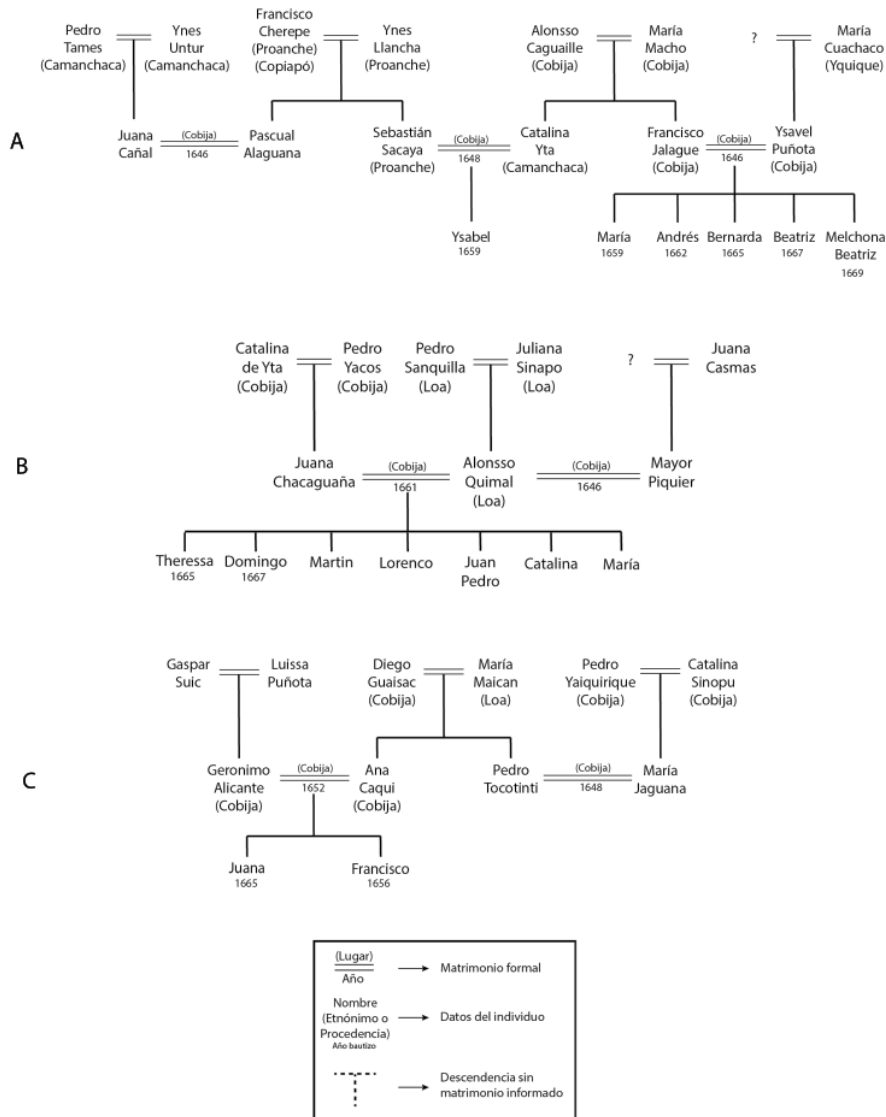 Pedro
Tames
(Camanchaca)
Ynes
Untur
(Camanchaca)
Francisco
Cherepe
(Proanche)
(Copiapó)
Ynes
Llancha
(Proanche)
Alonsso
Caguaille
(Cobija)
María
Macho
(Cobija)
?
María
Cuachaco
(Yquique)
A
Juana
Cañal
(Cobija)
1646
Pascual
Alaguana
Sebastián
Sacaya
(Proanche)
(Cobija)
1648
Catalina
Yta
(Camanchaca)
Francisco
Jalague
(Cobija)
(Cobija)
1646
Ysavel
Puñota
(Cobija)
Ysabel
1659
María
1659
Andrés
1662
Bernarda
1665
Beatriz
1667
Melchona
Beatriz
1669
Catalina
de Yta
(Cobija)
Pedro
Yacos
(Cobija)
Pedro
Sanquilla
(Loa)
Juliana
Sinapo
(Loa)
?
Juana
Casmas
B
Juana
Chacaguaña
(Cobija)
1661
Alonsso
Quimal
(Loa)
(Cobija)
1646
Mayor
Piquier
Theressa
1665
Domingo
1667
Martin
Lorenco
Juan
Pedro
Catalina
María
Gaspar
Suic
Luissa
Puñota
Diego
Guaisac
(Cobija)
María
Maican
(Loa)
Pedro
Yaiquirique
(Cobija)
Catalina
Sinopu
(Cobija)
C
Geronimo
Alicante
(Cobija)
(Cobija)
1652
Ana
Caqui
(Cobija)
Pedro
Tocotinti
(Cobija)
1648
María
Jaguana
Juana
1665
Francisco
1656
(Lugar)
Año
Matrimonio formal
Nombre
(Etnónimo o
Procedencia)
Año bautizo
Datos del individuo
Descendencia sin
matrimonio informado